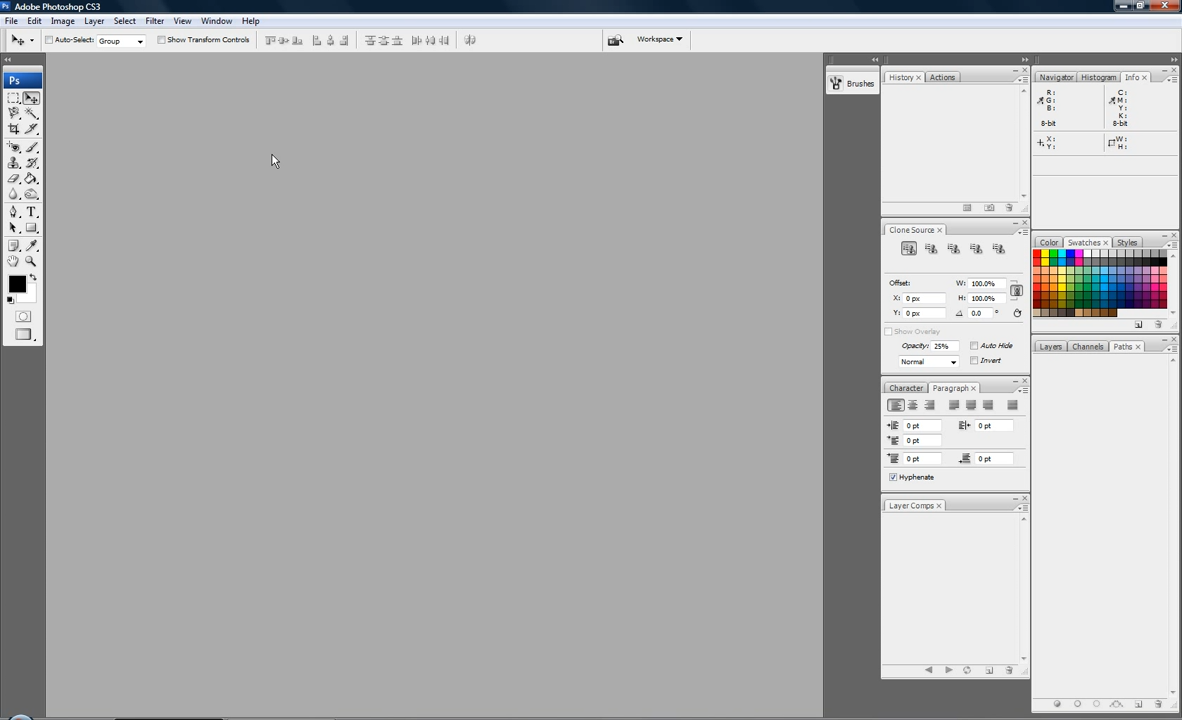 Ps Adobe Photoshop CS3
File Edit Image Layer Select Filter View Window Help
Auto-Select: Group Show Transform Controls Workspace
Ps
Brushes
History × Actions
Navigator Histogram Info ×
R: C:
G: M:
B: Y:
K:
8-bit 8-bit
X: W:
Y: H:
Clone Source ×
Offset: W: 100.0%
X: 0 px H: 100.0%
Y: 0 px 0.0 °
Show Overlay
Opacity: 25% Auto Hide
Normal Invert
Color Swatches × Styles
Layers Channels Paths ×
Character Paragraph ×
0 pt 0 pt
0 pt
0 pt 0 pt
Hyphenate
Layer Comps ×
T